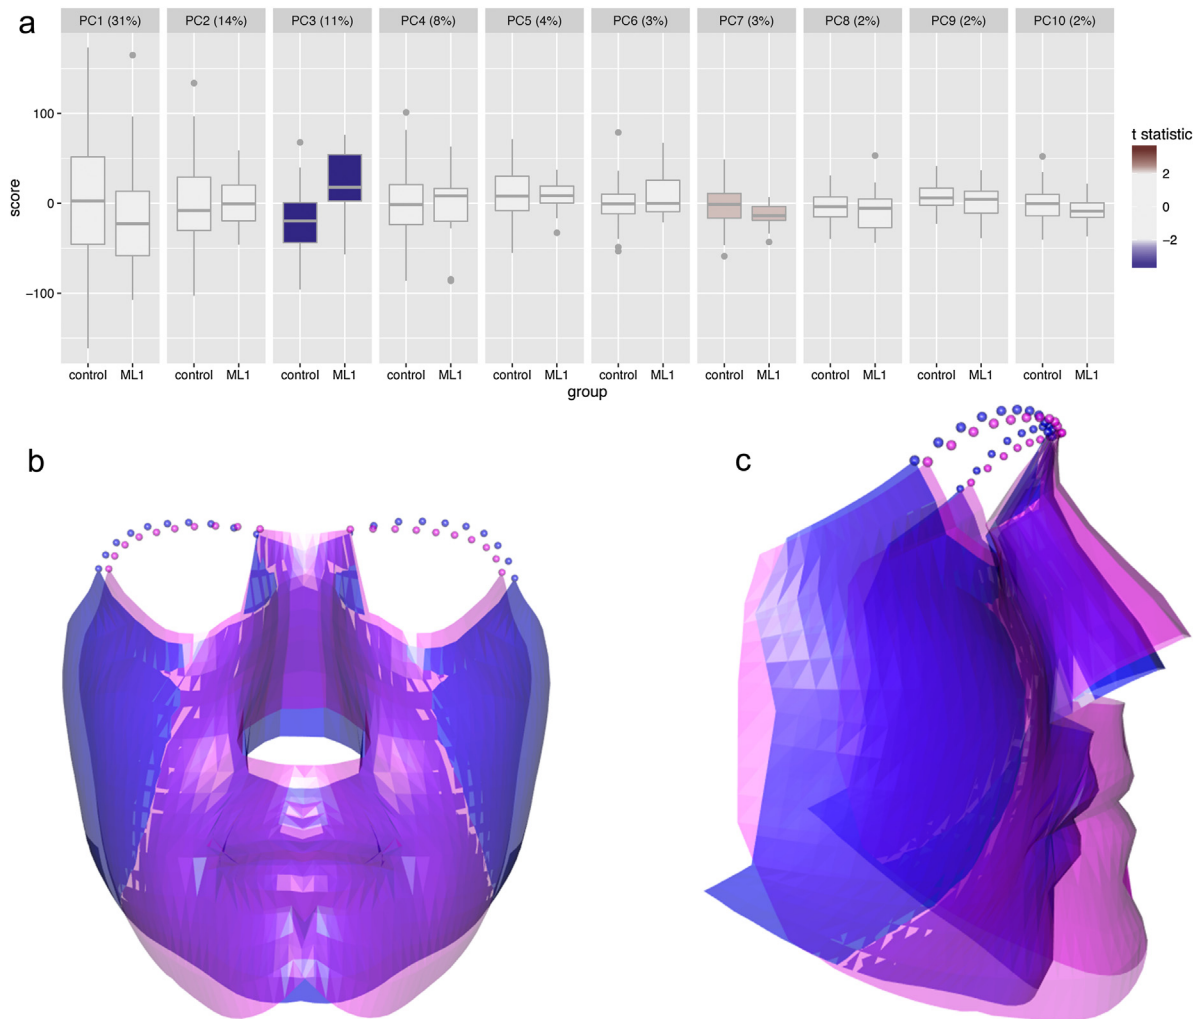 a
PC1 (31%) PC2 (14%) PC3 (11%) PC4 (8%) PC5 (4%) PC6 (3%) PC7 (3%) PC8 (2%) PC9 (2%) PC10 (2%)
100
0
−100
score
control ML1 control ML1 control ML1 control ML1 control ML1 control ML1 control ML1 control ML1 control ML1 control ML1
group
t statistic
2
0
−2
b
c